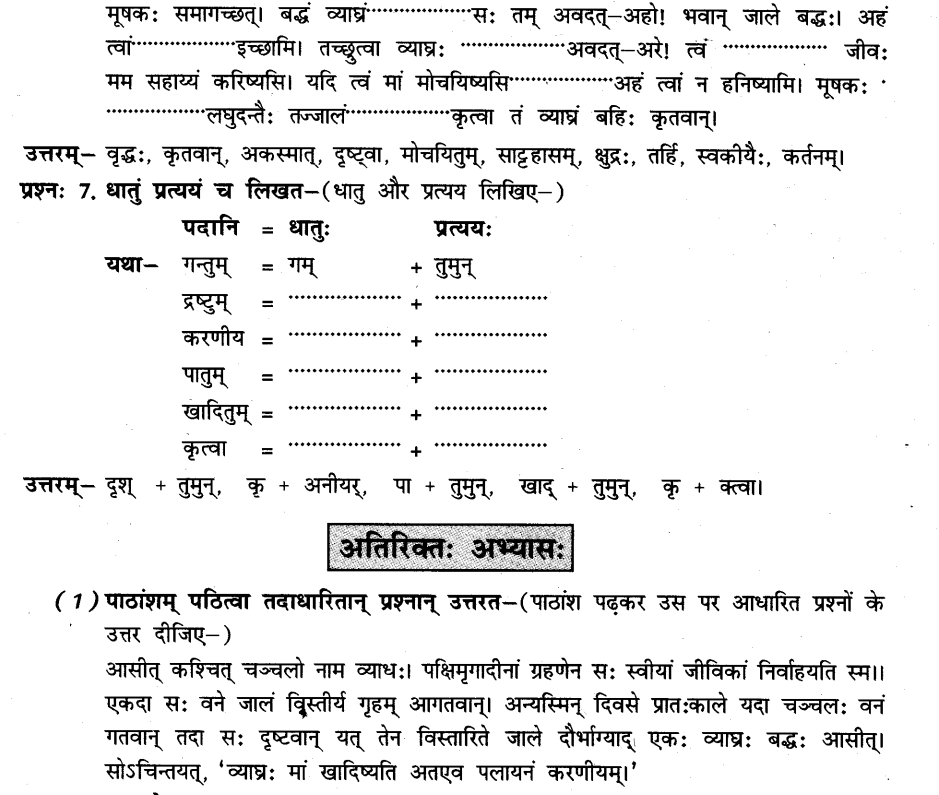 मूषकः समागच्छत्। बद्धं व्याघ्रं..................सः तम् अवदत्–अहो! भवान् जाले बद्धः। अहं
त्वां..................इच्छामि। तच्छ्रुत्वा व्याघ्रः ..................अवदत्–अरे! त्वं .................. जीवः
मम सहाय्यं करिष्यसि। यदि त्वं मां मोचयिष्यसि..................अहं त्वां न हनिष्यामि। मूषकः
..................लघुदन्तैः तज्जालं..................कृत्वा तं व्याघ्रं बहिः कृतवान्।
उत्तरम्– वृद्धः, कृतवान्, अकस्मात्, दृष्ट्वा, मोचयितुम्, साट्टहासम्, क्षुद्रः, तर्हि, स्वकीयैः, कर्तनम्।
प्रश्नः 7. धातुं प्रत्ययं च लिखत–(धातु और प्रत्यय लिखिए–)
पदानि = धातुः प्रत्ययः
यथा– गन्तुम् = गम् + तुमुन्
द्रष्टुम् = .................. + ..................
करणीय = .................. + ..................
पातुम् = .................. + ..................
खादितुम् = .................. + ..................
कृत्वा = .................. + ..................
उत्तरम्– दृश् + तुमुन्, कृ + अनीयर्, पा + तुमुन्, खाद् + तुमुन्, कृ + क्त्वा।
अतिरिक्तः अभ्यासः
(1) पाठांशम् पठित्वा तदाधारितान् प्रश्नान् उत्तरत–(पाठांश पढ़कर उस पर आधारित प्रश्नों के
उत्तर दीजिए–)
आसीत् कश्चित् चञ्चलो नाम व्याधः। पक्षिमृगादीनां ग्रहणेन सः स्वीयां जीविकां निर्वाहयति स्म।।
एकदा सः वने जालं विस्तीर्य गृहम् आगतवान्। अन्यस्मिन् दिवसे प्रातःकाले यदा चञ्चलः वनं
गतवान् तदा सः दृष्टवान् यत् तेन विस्तारिते जाले दौर्भाग्याद् एकः व्याघ्रः बद्धः आसीत्।
सोऽचिन्तयत्, 'व्याघ्रः मां खादिष्यति अतएव पलायनं करणीयम्।'